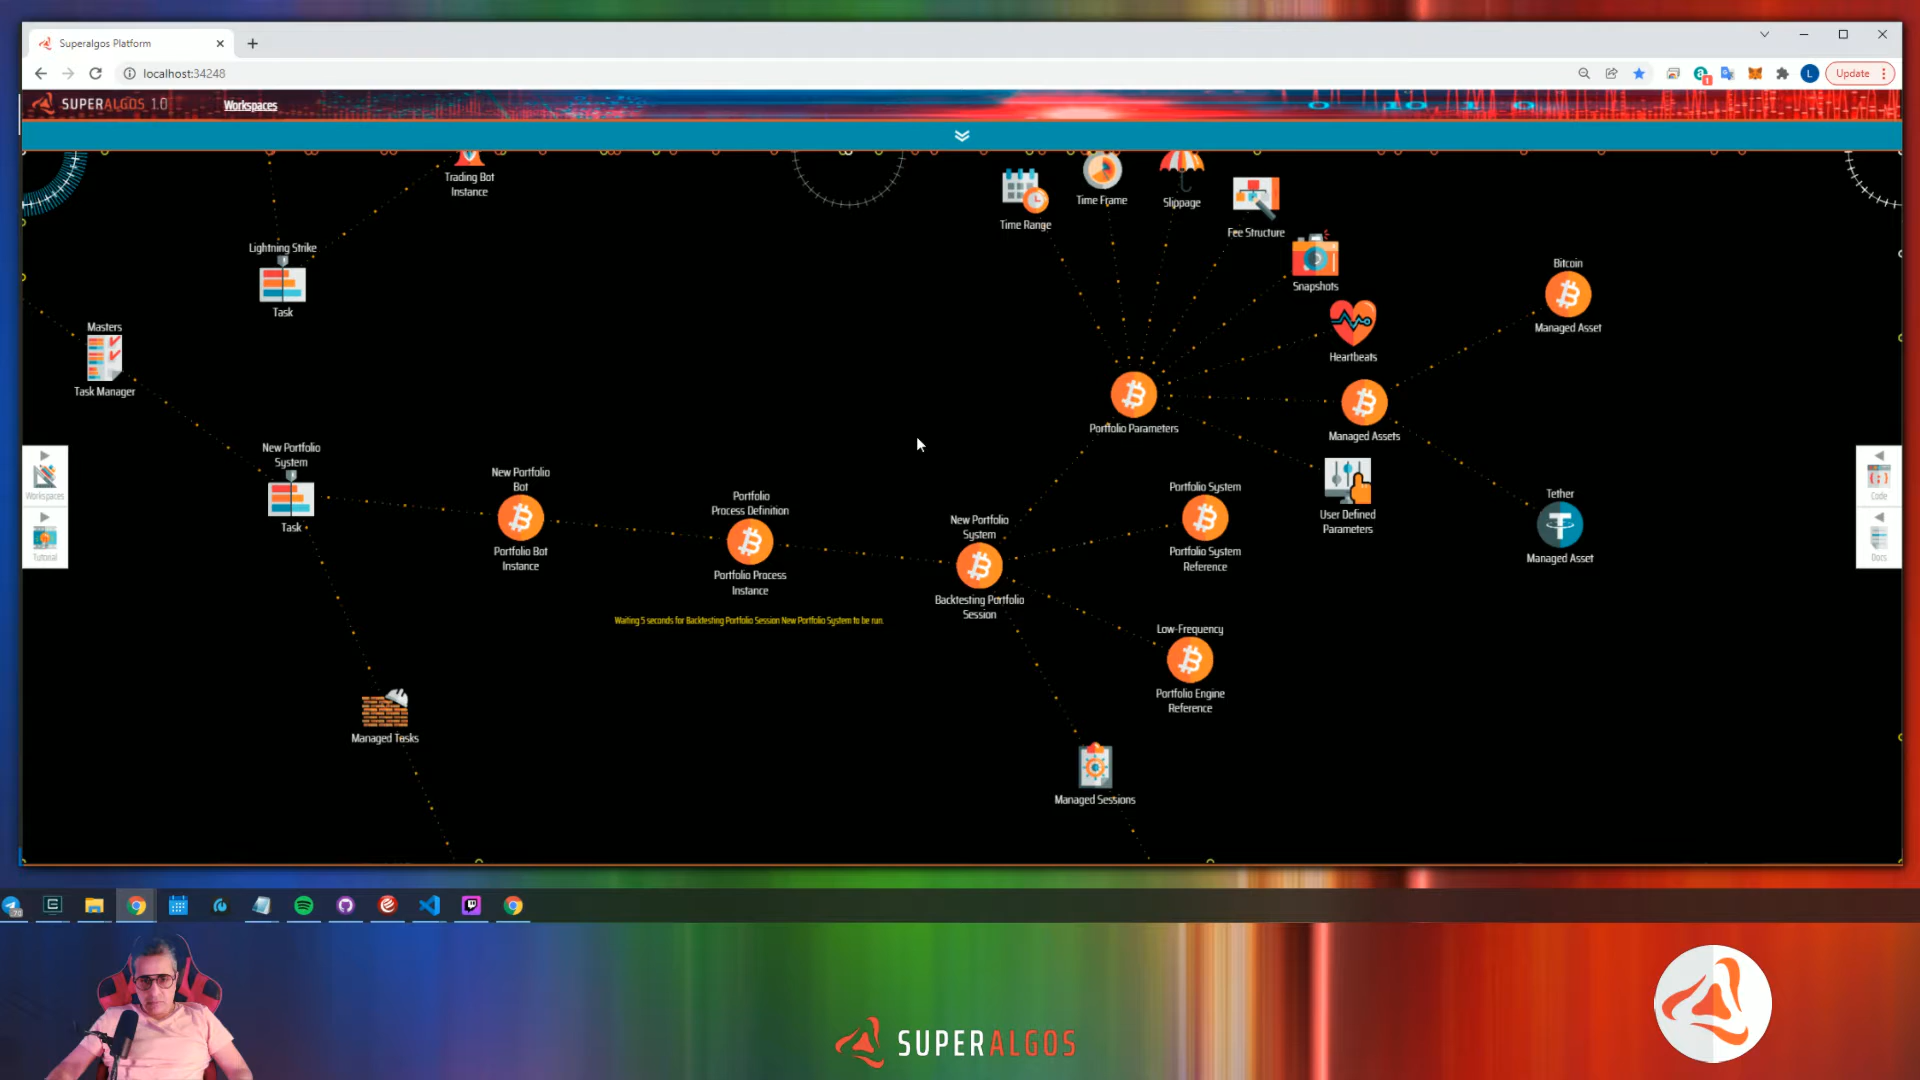 Superalgos Platform
localhost:34248
Update
SUPERALGOS 1.0
Workspaces
Trading Bot
Instance
Time Range
Time Frame
Slippage
Fee Structure
Snapshots
Lightning Strike
Task
Bitcoin
Managed Asset
Heartbeats
Masters
Task Manager
Portfolio Parameters
Managed Assets
New Portfolio
System
Task
New Portfolio
Bot
Portfolio Bot
Instance
Portfolio
Process Definition
Portfolio Process
Instance
Waiting 5 seconds for Backtesting Portfolio Session New Portfolio System to be run.
New Portfolio
System
Backtesting Portfolio
Session
Portfolio System
Portfolio System
Reference
User Defined
Parameters
Tether
Managed Asset
Low-Frequency
Portfolio Engine
Reference
Managed Tasks
Managed Sessions
Workspaces
Tutorial
Code
Docs
SUPERALGOS